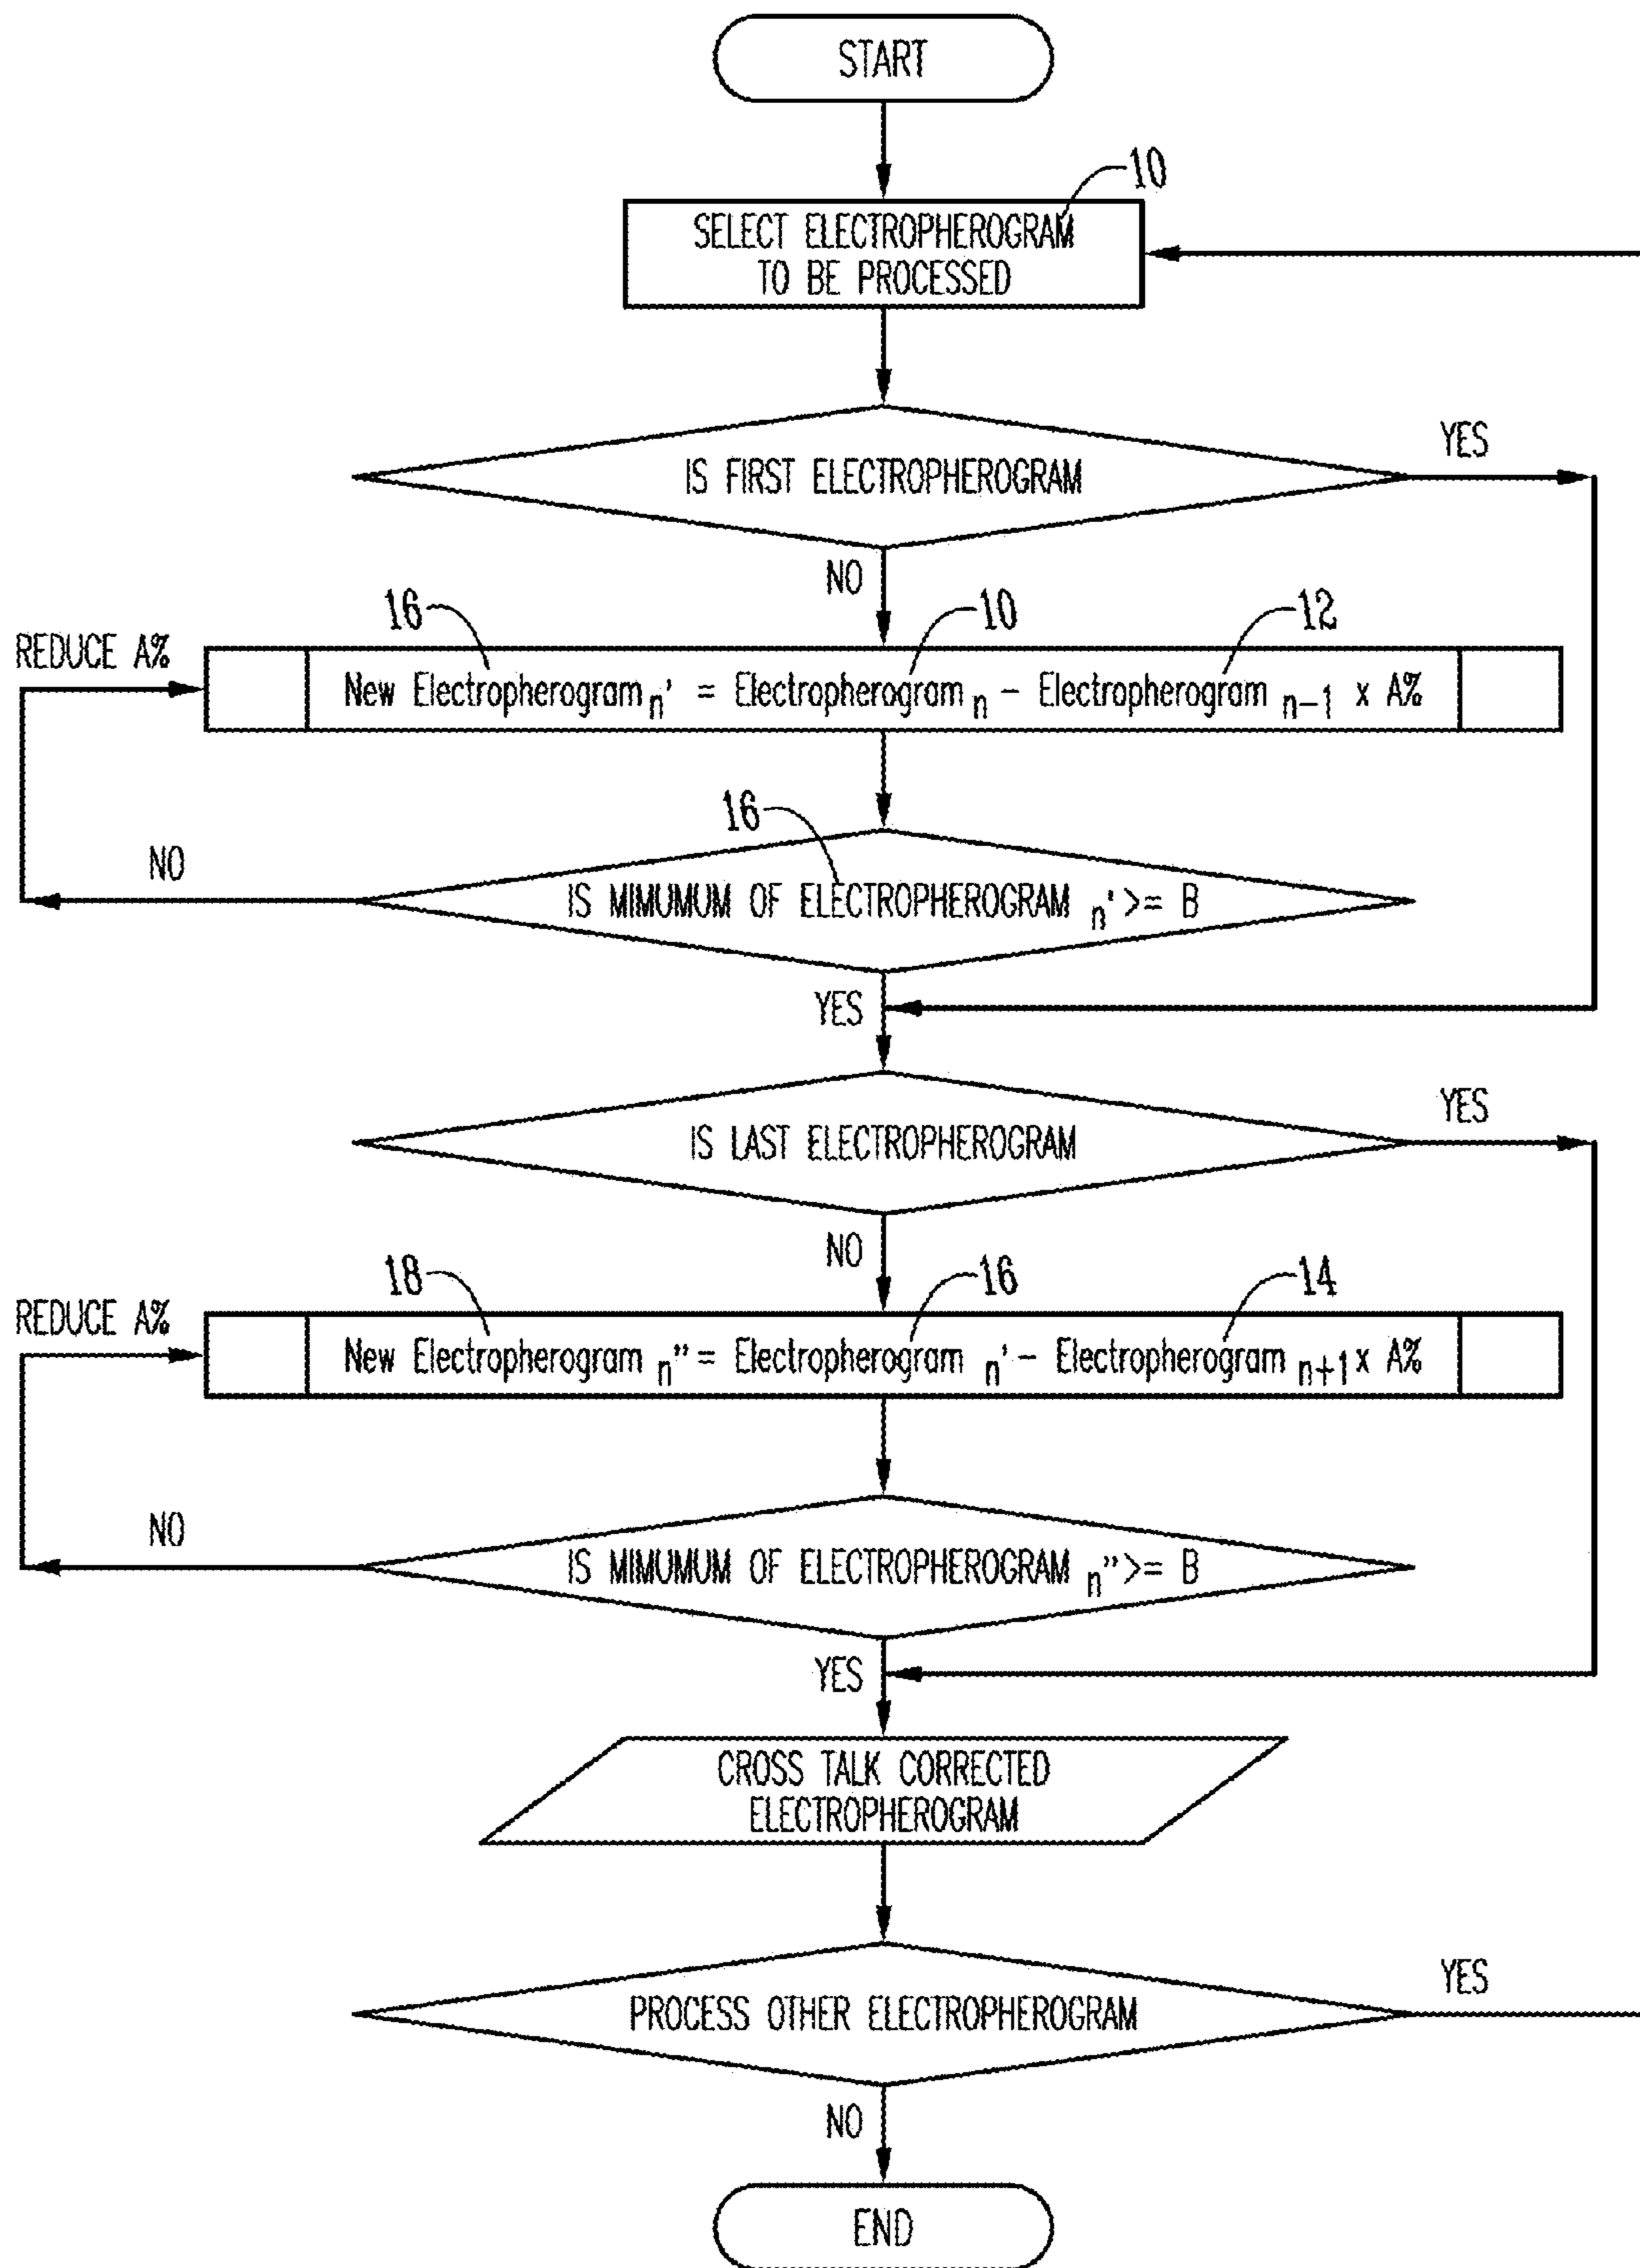 START
10
SELECT ELECTROPHEROGRAM
TO BE PROCESSED
IS FIRST ELECTROPHEROGRAM
YES
NO
16
10
12
REDUCE A%
New Electropherogram n' = Electropherogram n - Electropherogram n-1 x A%
16
NO
IS MIMUMUM OF ELECTROPHEROGRAM n' >= B
YES
IS LAST ELECTROPHEROGRAM
YES
NO
18
16
14
REDUCE A%
New Electropherogram n" = Electropherogram n' - Electropherogram n+1 x A%
NO
IS MIMUMUM OF ELECTROPHEROGRAM n" >= B
YES
CROSS TALK CORRECTED
ELECTROPHEROGRAM
PROCESS OTHER ELECTROPHEROGRAM
YES
NO
END